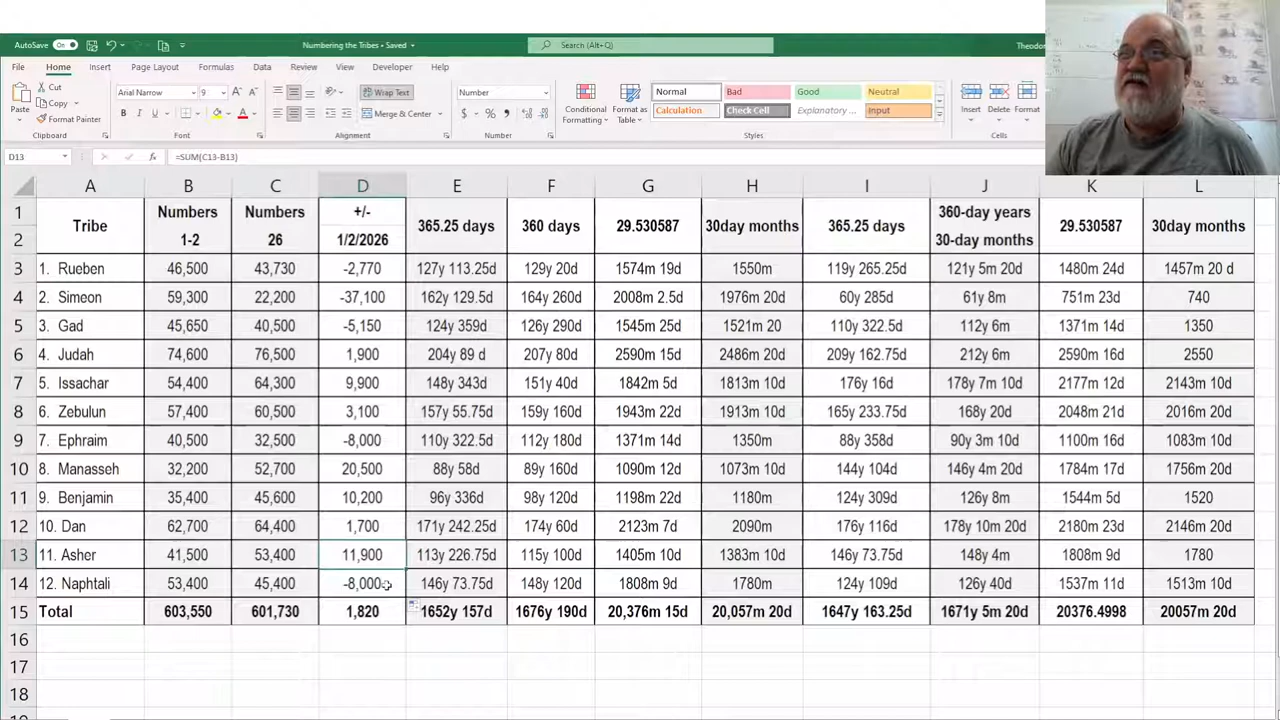 AutoSave On Numbering the Tribes • Saved Search (Alt+Q) Theodor
File Home Insert Page Layout Formulas Data Review View Developer Help
Paste Cut Arial Narrow 9 Wrap Text Number Conditional Formatting Format as Table Normal Bad Good Neutral Insert Delete Format
Copy
Format Painter B I U Merge & Center $ % Calculation Check Cell Explanatory ... Input
Clipboard Font Alignment Number Styles Cells
D13 =SUM(C13-B13)
A B C D E F G H I J K L
1 Tribe Numbers Numbers +/- 365.25 days 360 days 29.530587 30day months 365.25 days 360-day years 29.530587 30day months
2 1-2 26 1/2/2026 30-day months
3 1. Rueben 46,500 43,730 -2,770 127y 113.25d 129y 20d 1574m 19d 1550m 119y 265.25d 121y 5m 20d 1480m 24d 1457m 20 d
4 2. Simeon 59,300 22,200 -37,100 162y 129.5d 164y 260d 2008m 2.5d 1976m 20d 60y 285d 61y 8m 751m 23d 740
5 3. Gad 45,650 40,500 -5,150 124y 359d 126y 290d 1545m 25d 1521m 20 110y 322.5d 112y 6m 1371m 14d 1350
6 4. Judah 74,600 76,500 1,900 204y 89 d 207y 80d 2590m 15d 2486m 20d 209y 162.75d 212y 6m 2590m 16d 2550
7 5. Issachar 54,400 64,300 9,900 148y 343d 151y 40d 1842m 5d 1813m 10d 176y 16d 178y 7m 10d 2177m 12d 2143m 10d
8 6. Zebulun 57,400 60,500 3,100 157y 55.75d 159y 160d 1943m 22d 1913m 10d 165y 233.75d 168y 20d 2048m 21d 2016m 20d
9 7. Ephraim 40,500 32,500 -8,000 110y 322.5d 112y 180d 1371m 14d 1350m 88y 358d 90y 3m 10d 1100m 16d 1083m 10d
10 8. Manasseh 32,200 52,700 20,500 88y 58d 89y 160d 1090m 12d 1073m 10d 144y 104d 146y 4m 20d 1784m 17d 1756m 20d
11 9. Benjamin 35,400 45,600 10,200 96y 336d 98y 120d 1198m 22d 1180m 124y 309d 126y 8m 1544m 5d 1520
12 10. Dan 62,700 64,400 1,700 171y 242.25d 174y 60d 2123m 7d 2090m 176y 116d 178y 10m 20d 2180m 23d 2146m 20d
13 11. Asher 41,500 53,400 11,900 113y 226.75d 115y 100d 1405m 10d 1383m 10d 146y 73.75d 148y 4m 1808m 9d 1780
14 12. Naphtali 53,400 45,400 -8,000 146y 73.75d 148y 120d 1808m 9d 1780m 124y 109d 126y 40d 1537m 11d 1513m 10d
15 Total 603,550 601,730 1,820 1652y 157d 1676y 190d 20,376m 15d 20,057m 20d 1647y 163.25d 1671y 5m 20d 20376.4998 20057m 20d
16
17
18